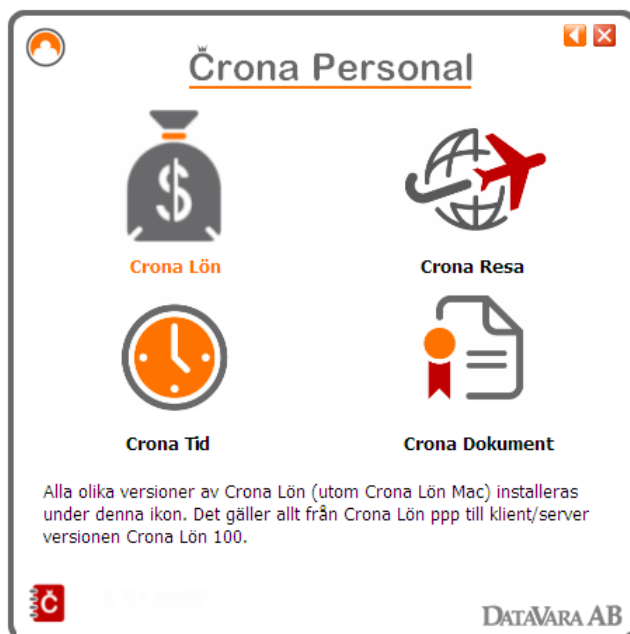 Črona Personal
$
Crona Lön
Crona Resa
Crona Tid
Crona Dokument
Alla olika versioner av Crona Lön (utom Crona Lön Mac) installeras
under denna ikon. Det gäller allt från Crona Lön ppp till klient/server
versionen Crona Lön 100.
Č
DATAVARA AB